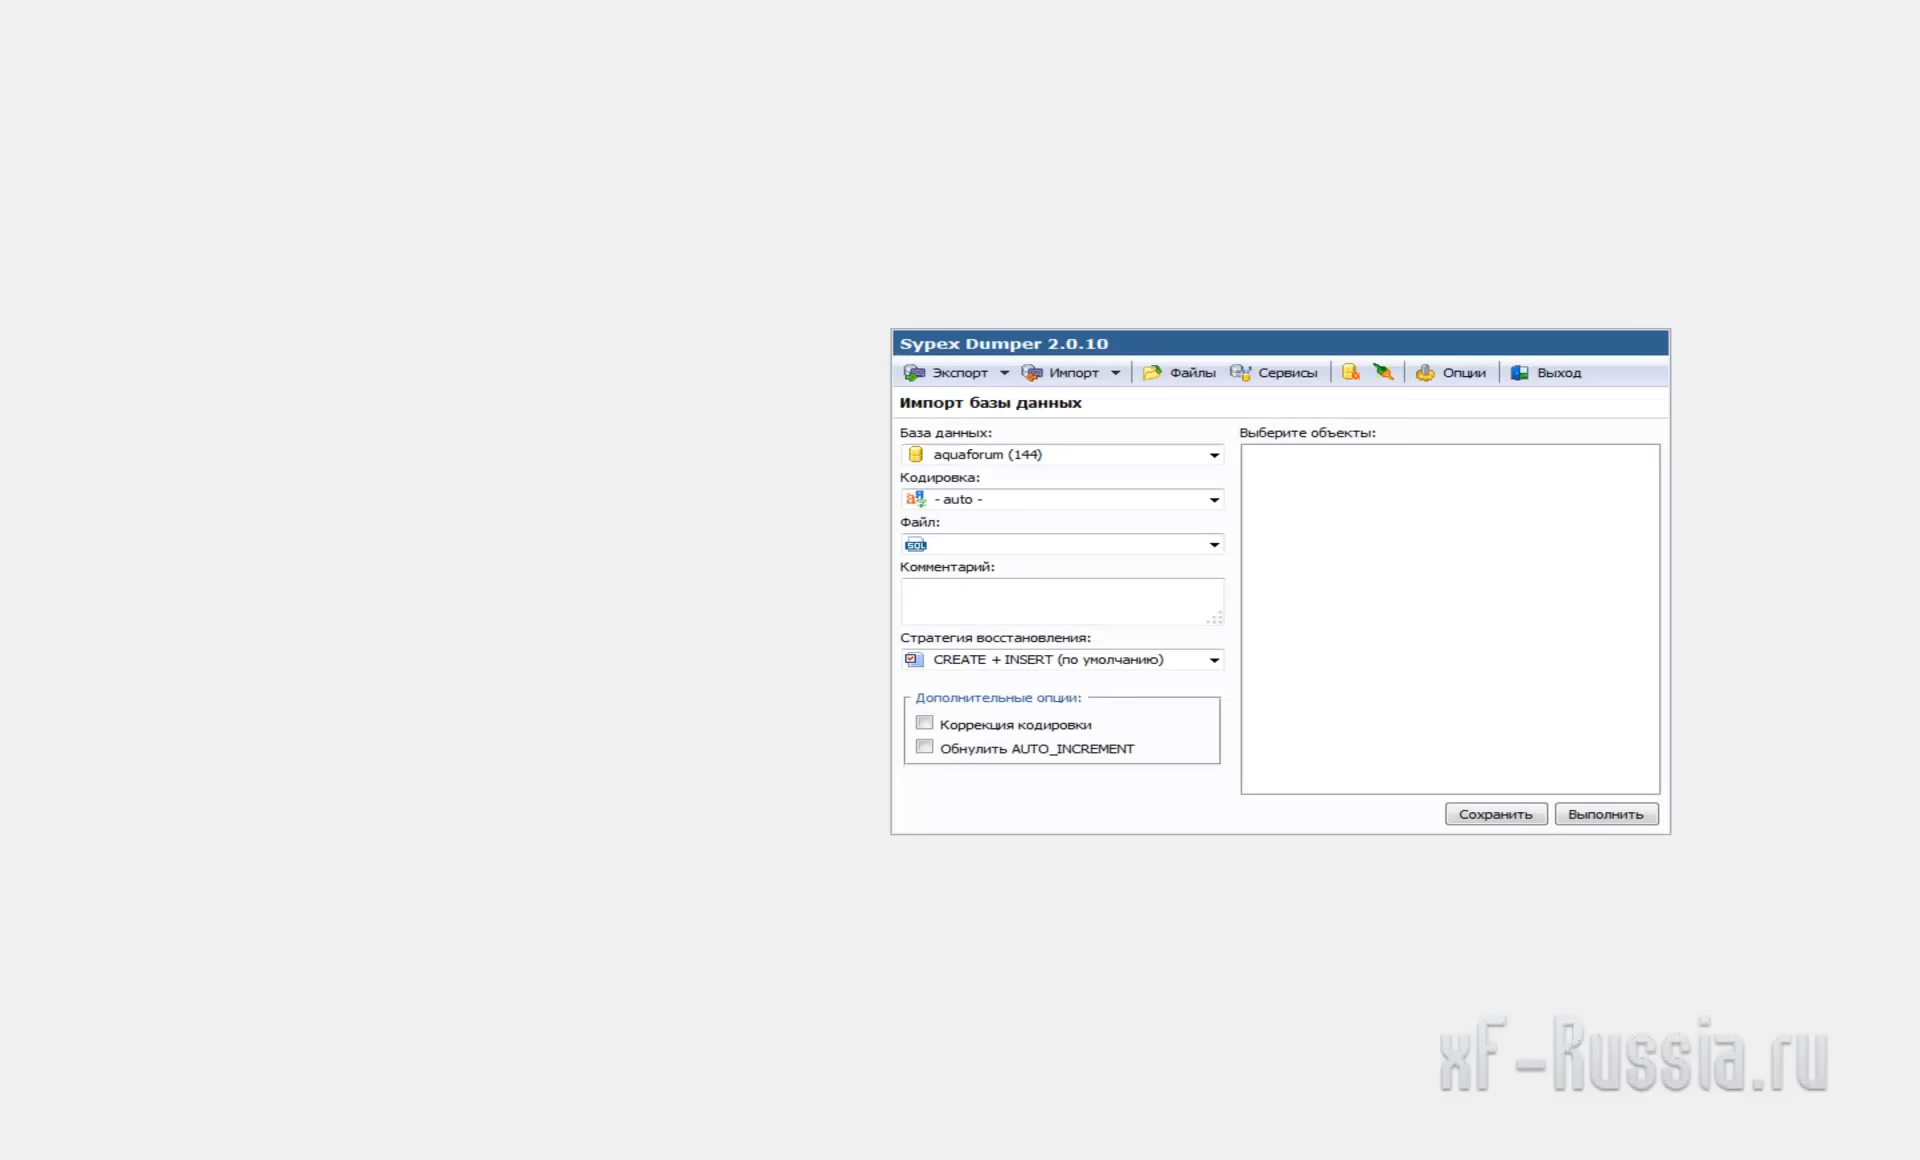 Sypex Dumper 2.0.10
Экспорт Импорт Файлы Сервисы Опции Выход
Импорт базы данных
База данных:
aquaforum (144)
Кодировка:
- auto -
Файл:
SQL
Комментарий:
Стратегия восстановления:
CREATE + INSERT (по умолчанию)
Дополнительные опции:
Коррекция кодировки
Обнулить AUTO_INCREMENT
Выберите объекты:
Сохранить Выполнить
xF-Russia.ru